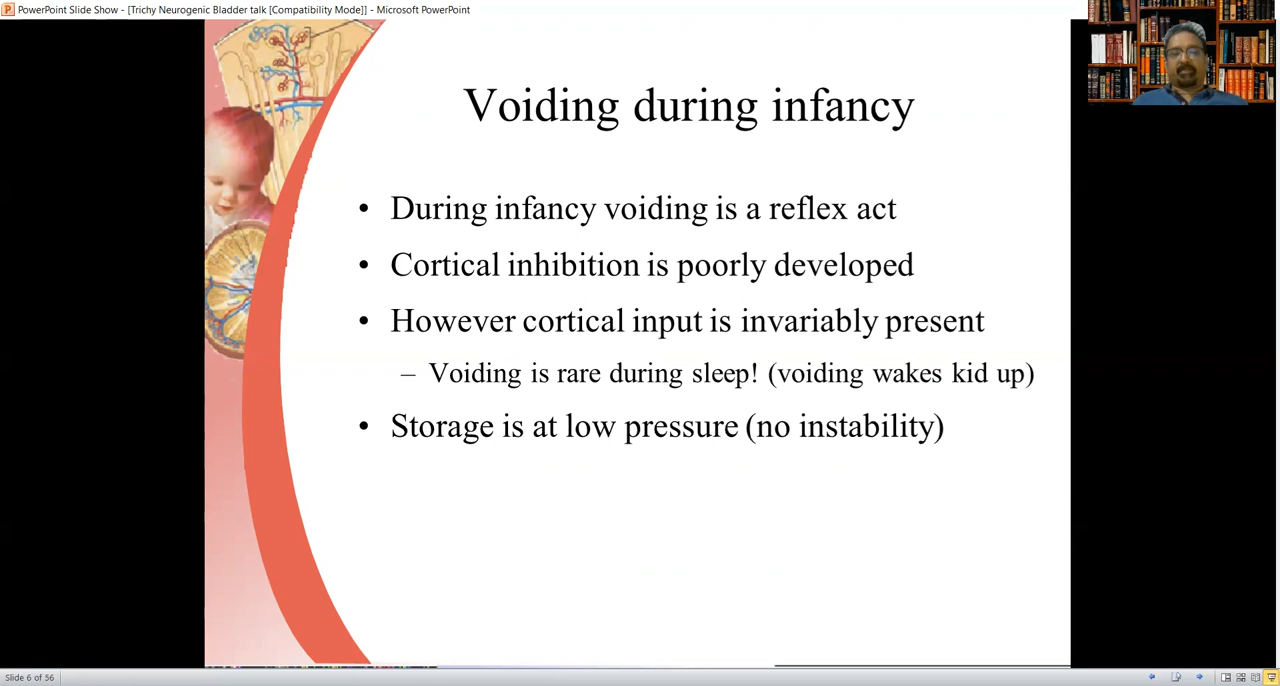 PowerPoint Slide Show - [Trichy Neurogenic Bladder talk [Compatibility Mode]] - Microsoft PowerPoint
Voiding during infancy
• During infancy voiding is a reflex act
• Cortical inhibition is poorly developed
• However cortical input is invariably present
– Voiding is rare during sleep! (voiding wakes kid up)
• Storage is at low pressure (no instability)
Slide 6 of 56